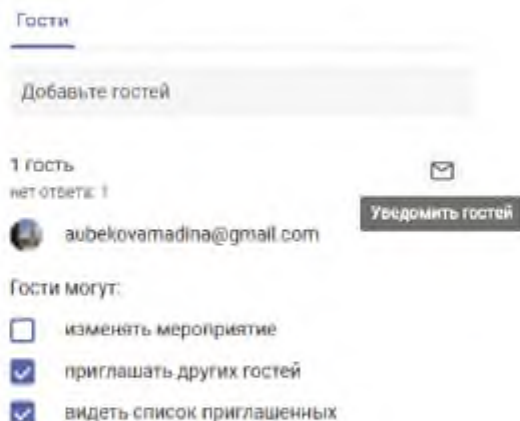 Гости
Добавьте гостей
1 гость
нет ответа: 1
Уведомить гостей
aubekovamadina@gmail.com
Гости могут:
изменять мероприятие
приглашать других гостей
видеть список приглашенных